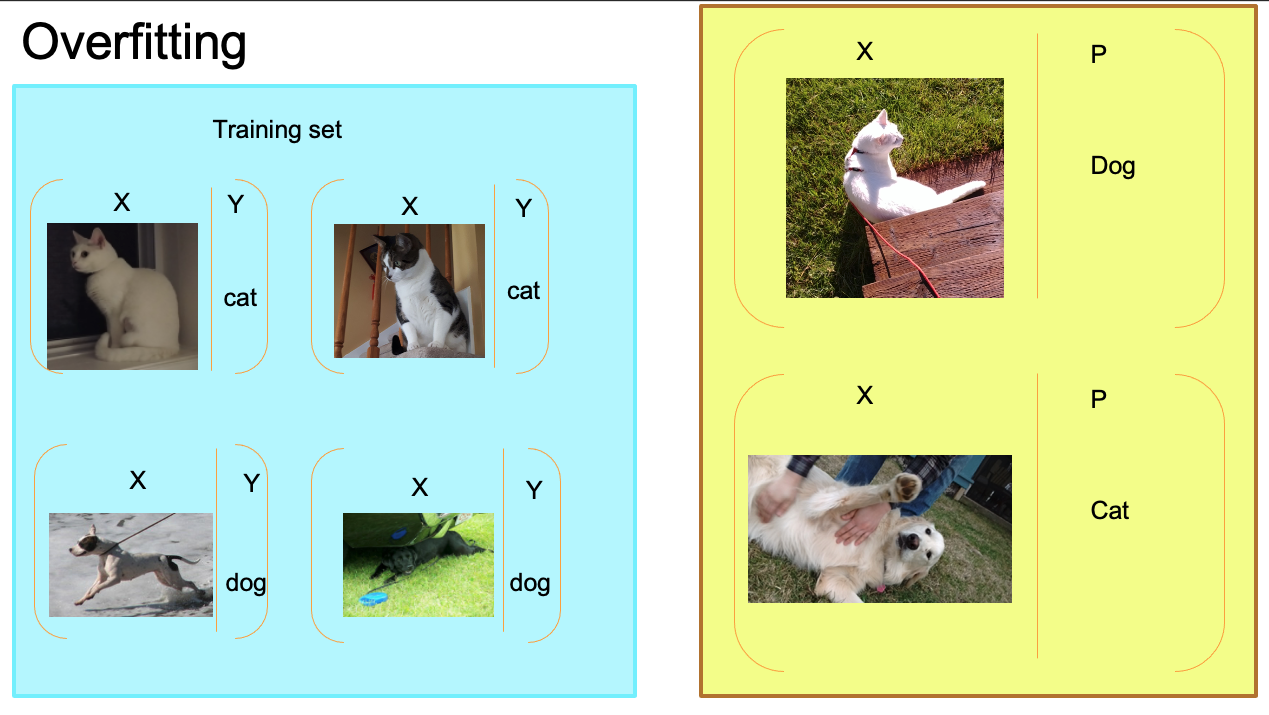 Overfitting
Training set
X
Y
cat
X
Y
cat
X
Y
dog
X
Y
dog
X
P
Dog
X
P
Cat